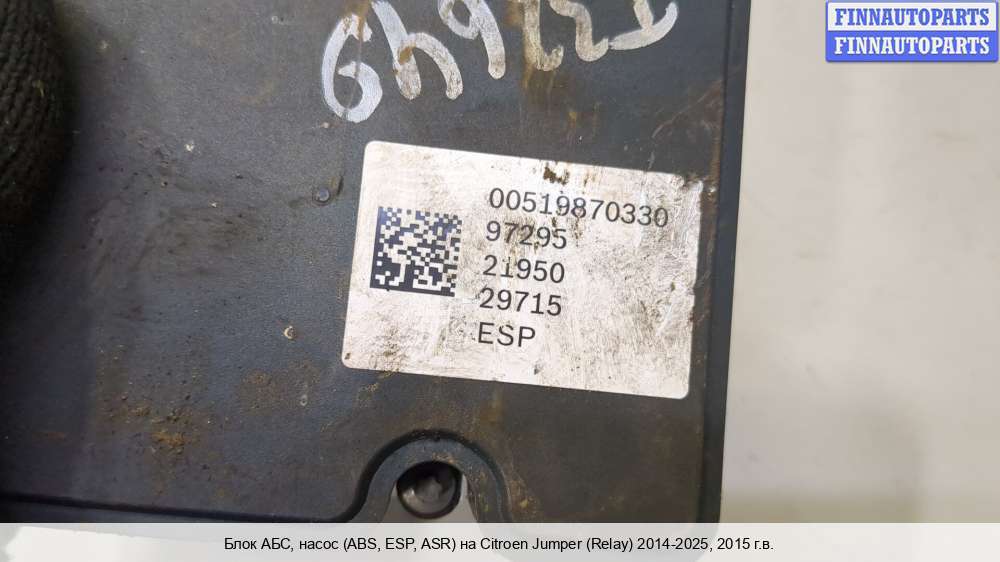 FINNAUTOPARTS
FINNAUTOPARTS
00519870330
97295
21950
29715
ESP
Блок АБС, насос (ABS, ESP, ASR) на Citroen Jumper (Relay) 2014-2025, 2015 г.в.